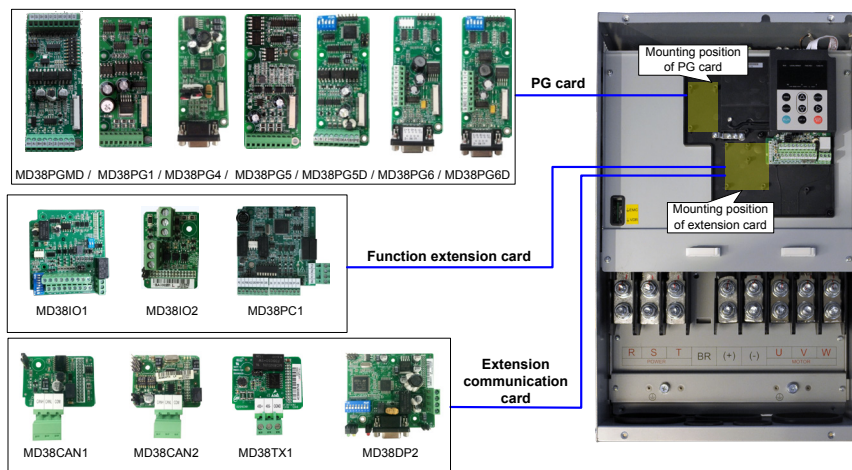 Mounting position
of PG card
PG card
MD38PGMD / MD38PG1 / MD38PG4 / MD38PG5 / MD38PG5D / MD38PG6 / MD38PG6D
Mounting position
of extension card
Function extension card
MD38IO1
MD38IO2
MD38PC1
R S T BR (+) (-) U V W
POWER MOTOR
Extension
communication
card
MD38CAN1
MD38CAN2
MD38TX1
MD38DP2